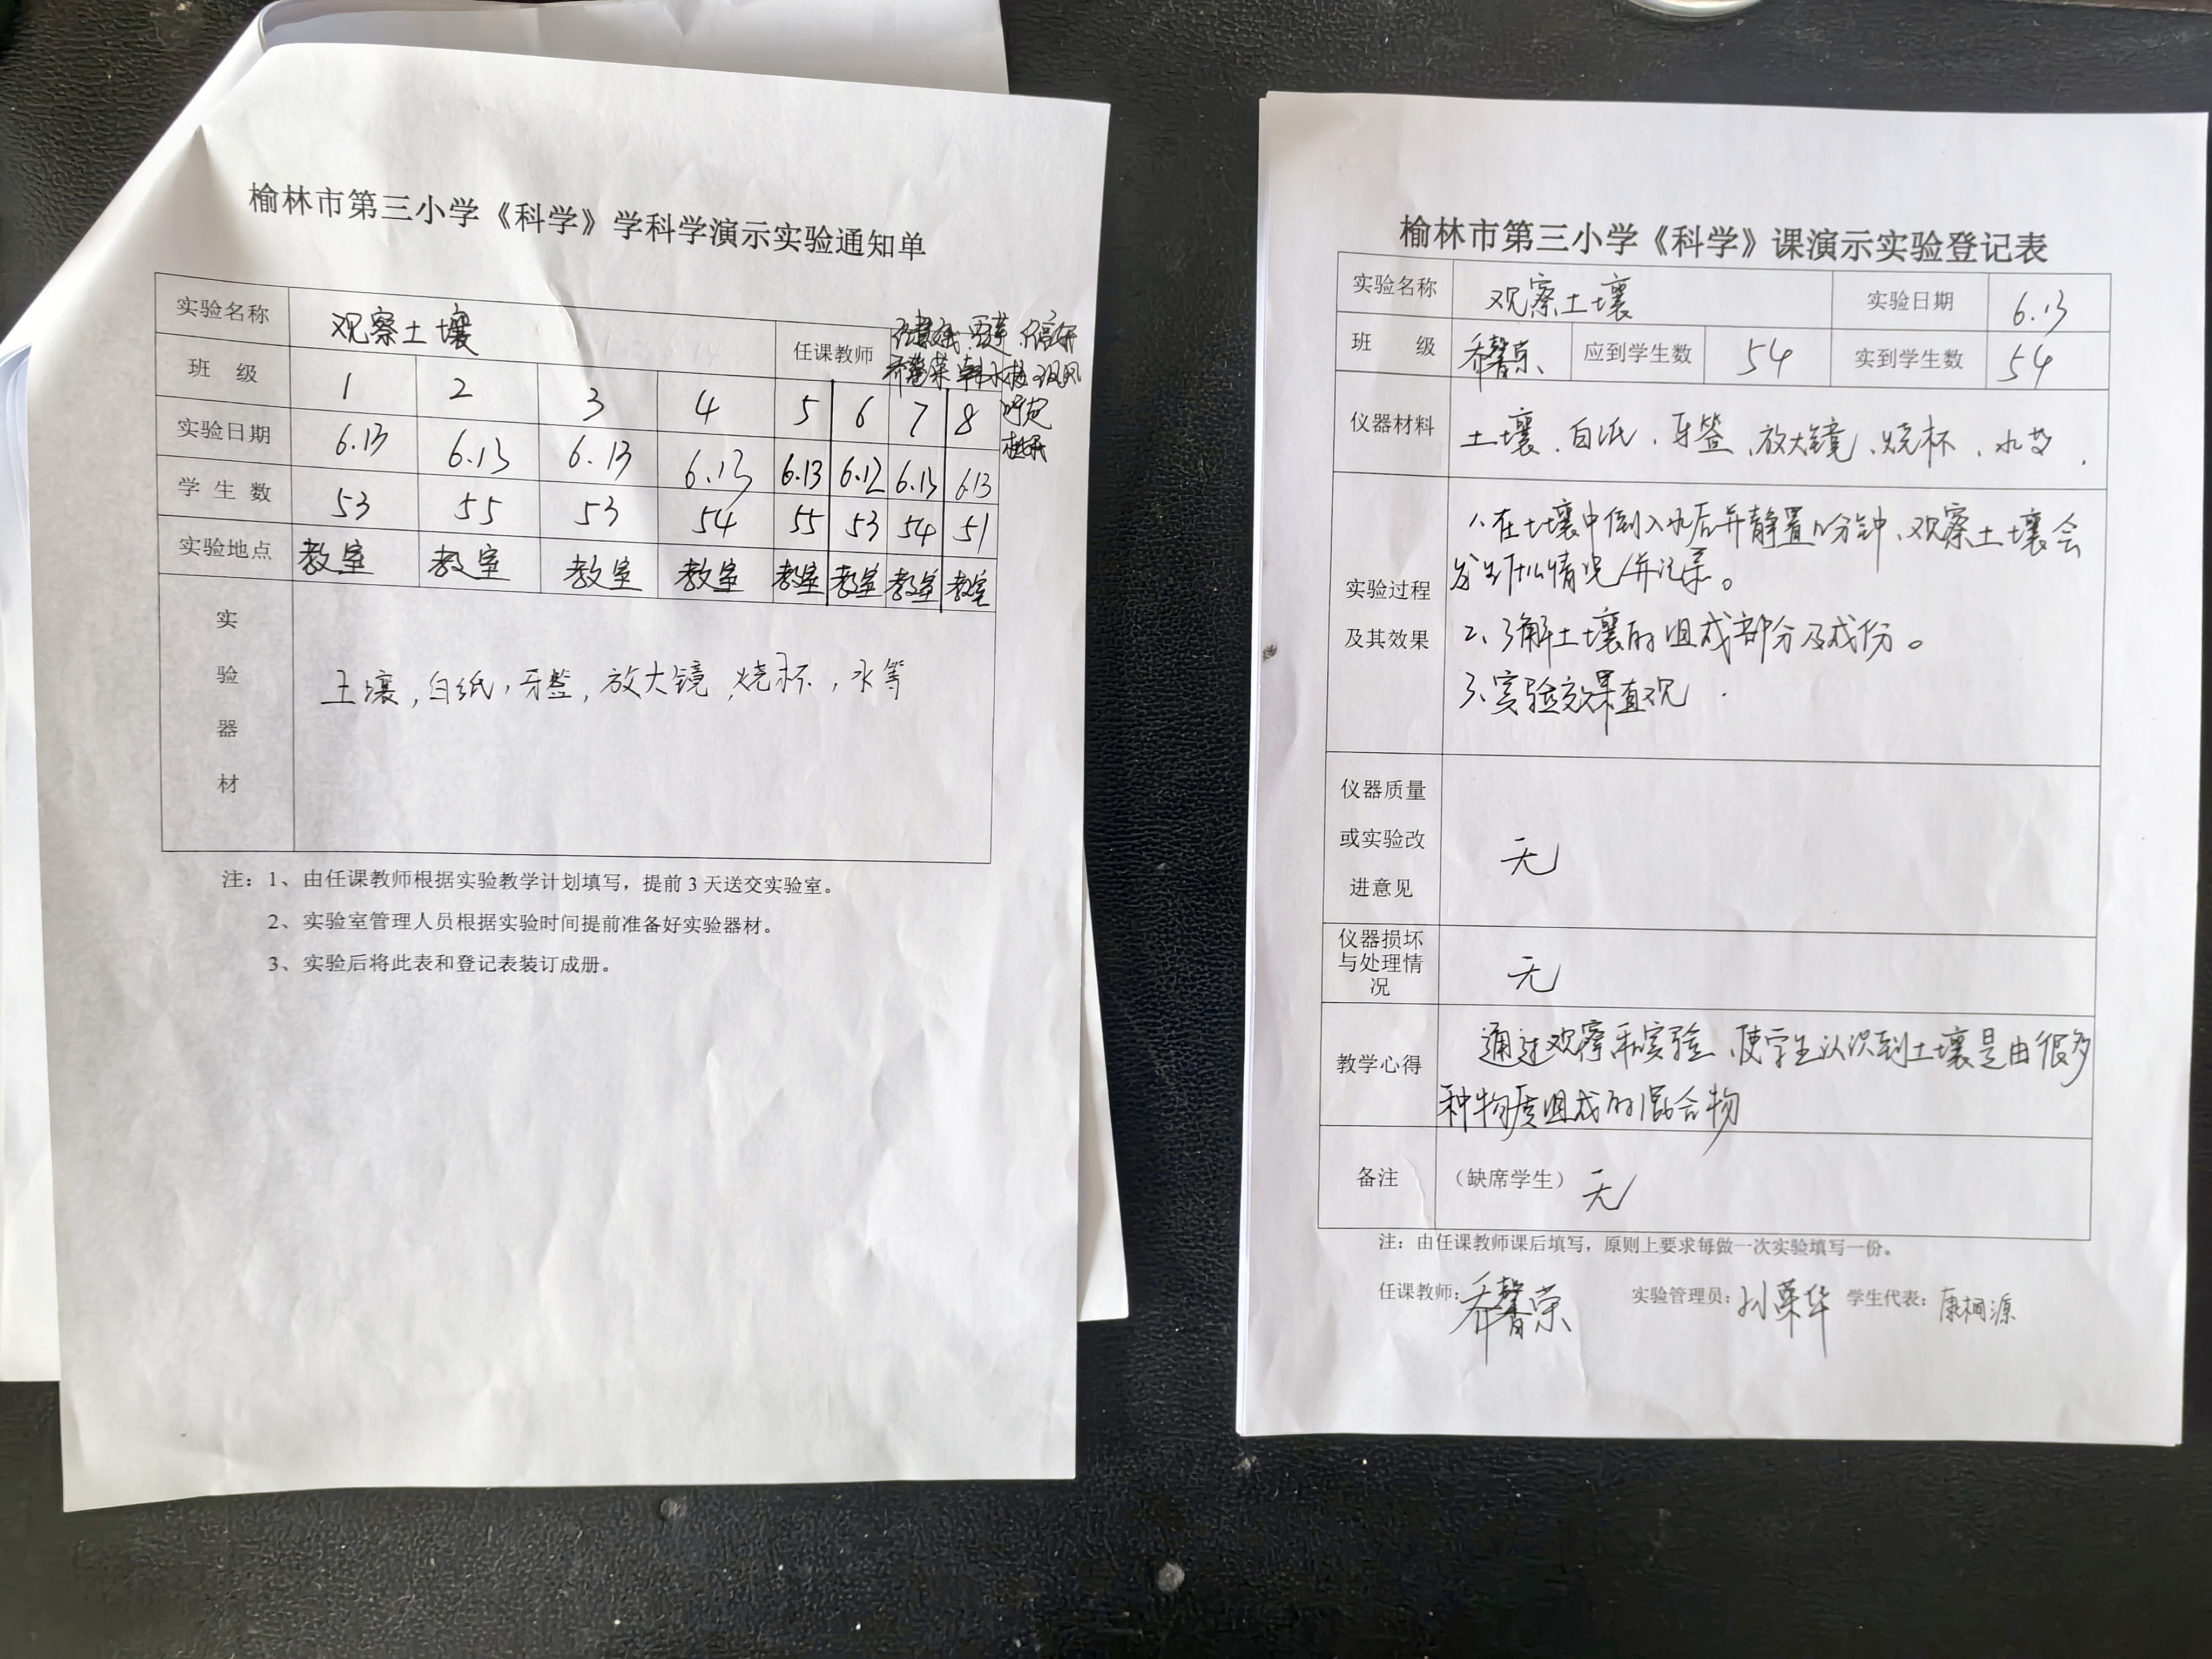 榆林市第三小学《科学》学科学演示实验通知单
实验名称 观察土壤 任课教师
班 级 1 2 3 4 5 6 7 8
实验日期 6.13 6.13 6.13 6.13 6.13 6.12 6.13 6.13
学 生 数 53 55 53 54 55 53 54 51
实验地点 教室 教室 教室 教室 教室 教室 教室 教室
实
验
器
材
土壤,白纸,牙签,放大镜,烧杯,水等
注：1、由任课教师根据实验教学计划填写，提前3天送交实验室。
2、实验室管理人员根据实验时间提前准备好实验器材。
3、实验后将此表和登记表装订成册。
榆林市第三小学《科学》课演示实验登记表
实验名称 观察土壤 实验日期 6.13
班 级 乔馨荣 应到学生数 54 实到学生数 54
仪器材料 土壤、白纸、牙签、放大镜、烧杯、水等.
实验过程
及其效果
1.在土壤中倒入水后并静置 分钟、观察土壤会
发生什么情况并记录。
2、了解土壤的组成部分及成份。
3、实验效果直观.
仪器质量
或实验改
进意见
无
仪器损坏
与处理情
况
无
教学心得
通过观察和实验、使学生认识到土壤是由很多
种物质组成的混合物
备注 （缺席学生） 无
注：由任课教师课后填写，原则上要求每做一次实验填写一份。
任课教师：乔馨荣 实验管理员：刘荣华 学生代表：康桐源